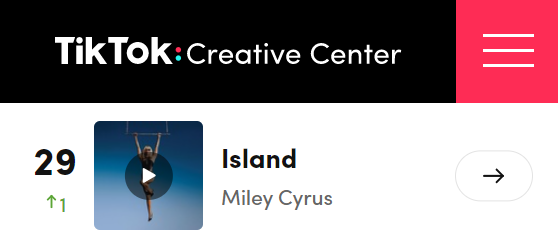 TikTok: Creative Center
29
↑1
Island
Miley Cyrus